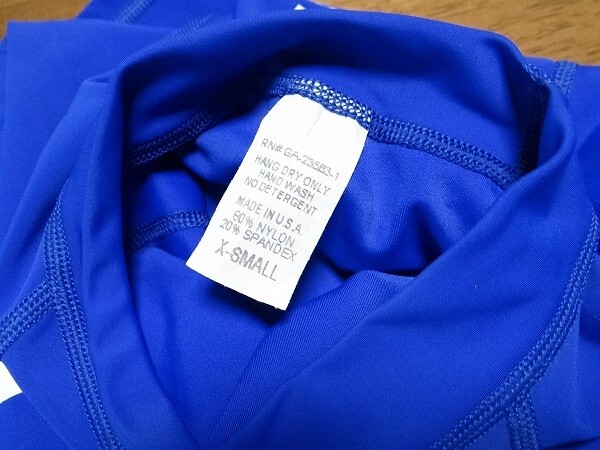 RN# GA-23583-1
HANG DRY ONLY
HAND WASH
NO DETERGENT
MADE IN U.S.A.
80% NYLON
20% SPANDEX
X-SMALL